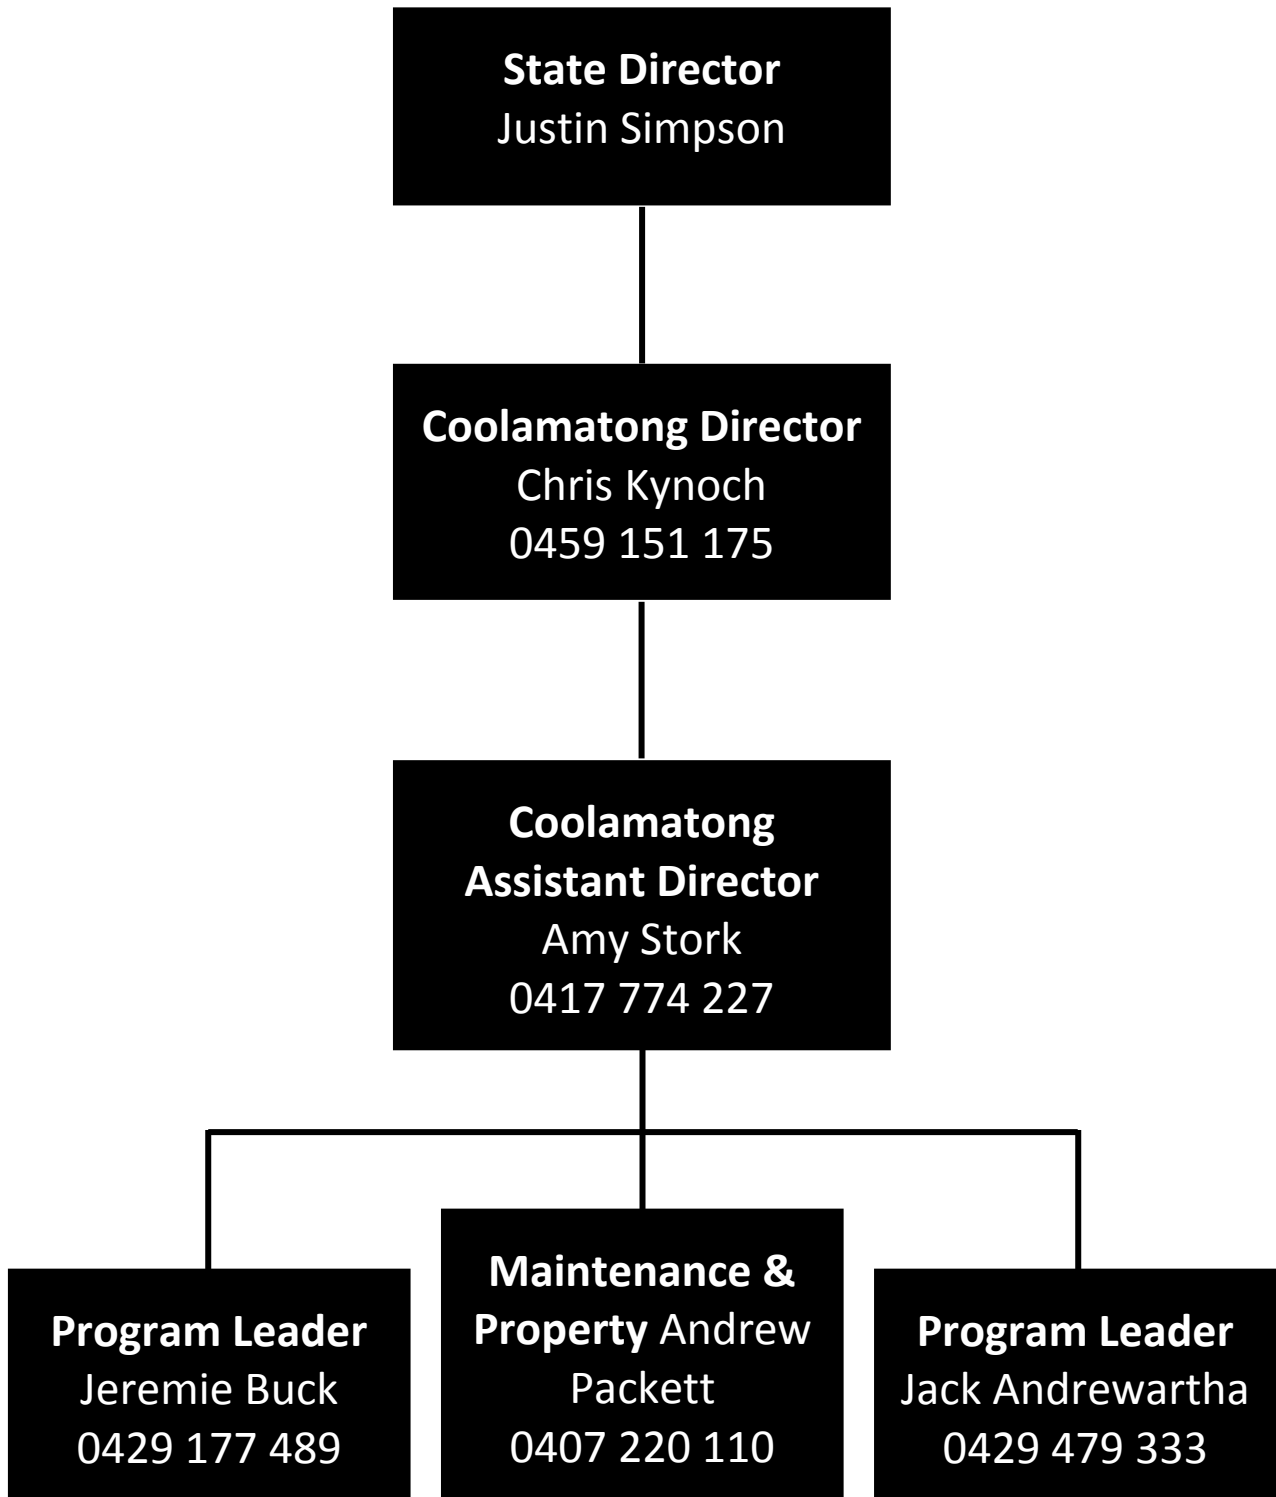 State Director
Justin Simpson
Coolamatong Director
Chris Kynoch
0459 151 175
Coolamatong
Assistant Director
Amy Stork
0417 774 227
Program Leader
Jeremie Buck
0429 177 489
Maintenance &
Property Andrew
Packett
0407 220 110
Program Leader
Jack Andrewartha
0429 479 333